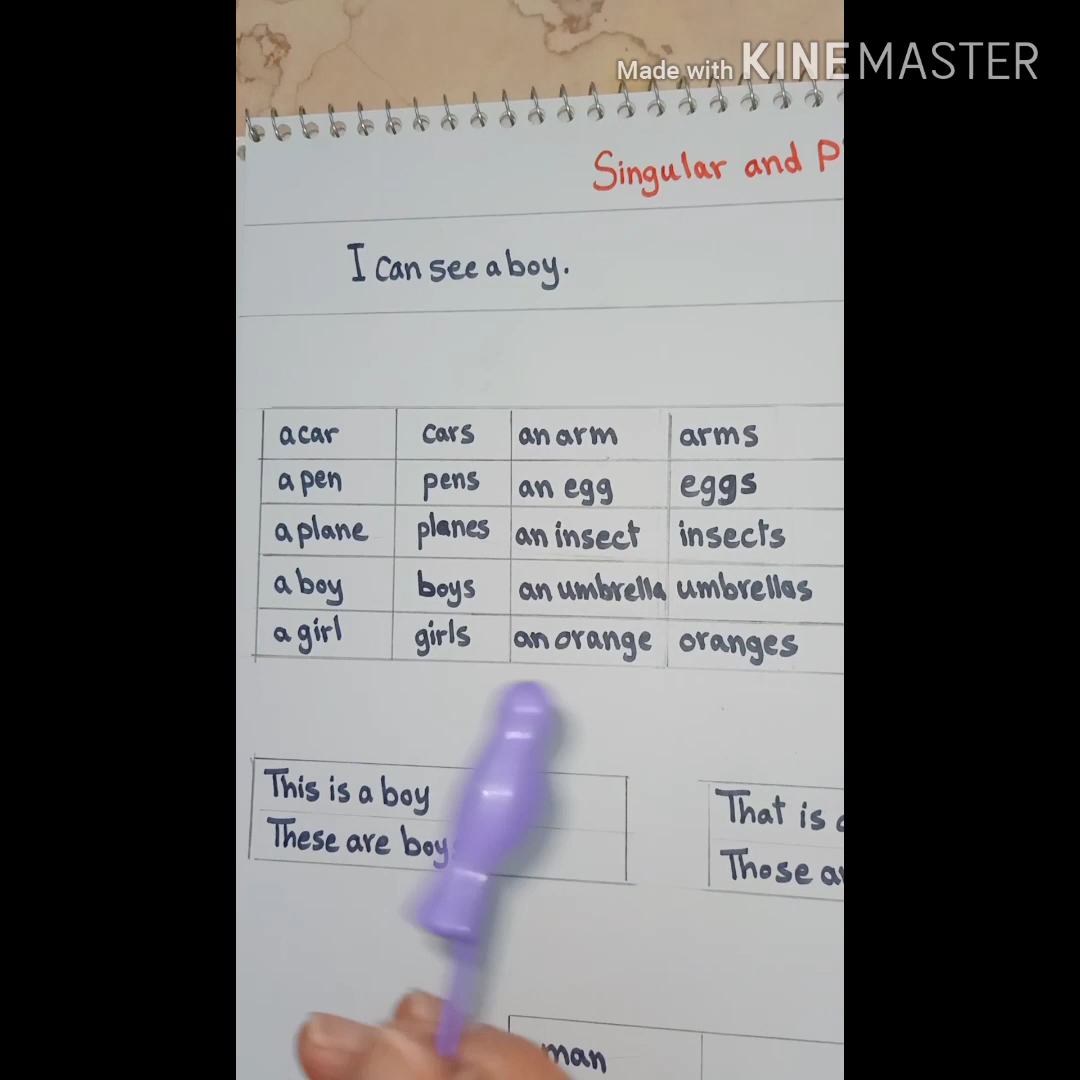 Made with KINEMASTER
Singular and P
I can see a boy.
a car cars an arm arms
a pen pens an egg eggs
a plane planes an insect insects
a boy boys an umbrella umbrellas
a girl girls an orange oranges
This is a boy
These are boy
That is
Those a
man